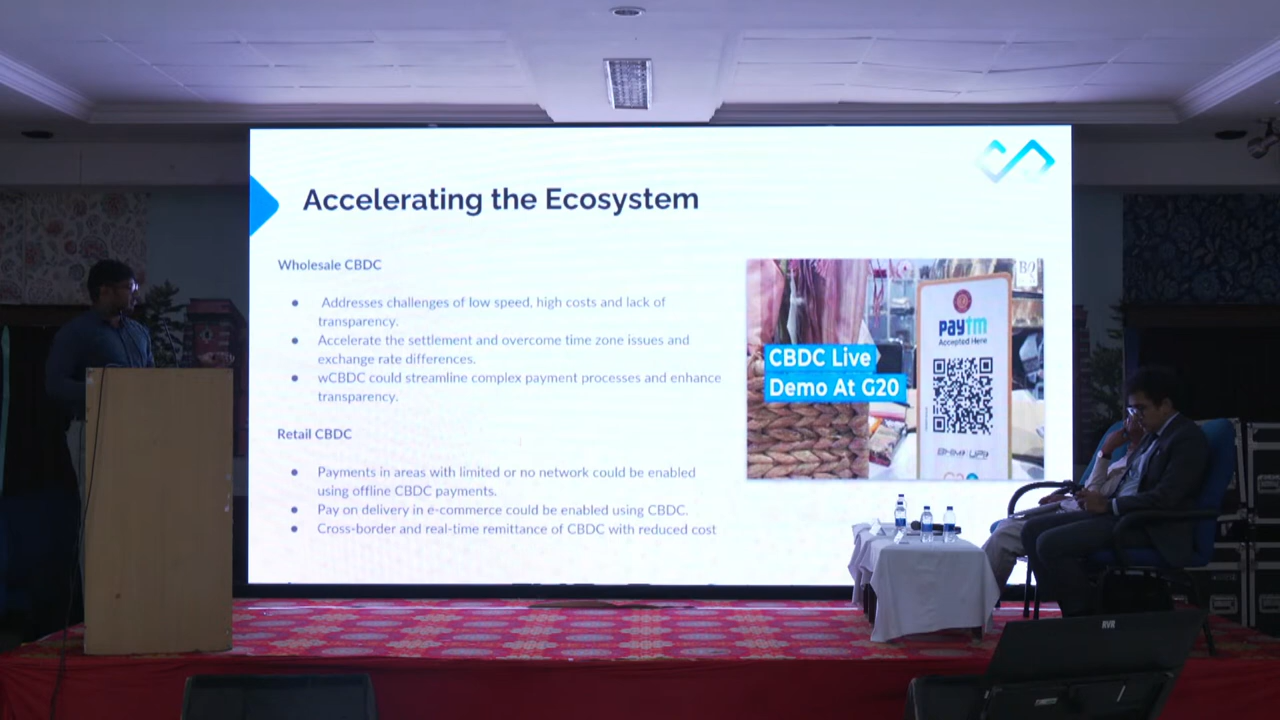 Accelerating the Ecosystem
Wholesale CBDC
● Addresses challenges of low speed, high costs and lack of
transparency.
● Accelerate the settlement and overcome time zone issues and
exchange rate differences.
● wCBDC could streamline complex payment processes and enhance
transparency.
Retail CBDC
● Payments in areas with limited or no network could be enabled
using offline CBDC payments.
● Pay on delivery in e-commerce could be enabled using CBDC.
● Cross-border and real-time remittance of CBDC with reduced cost
CBDC Live
Demo At G20
BQ
paytm
Accepted Here
BHIM UPI
RVR